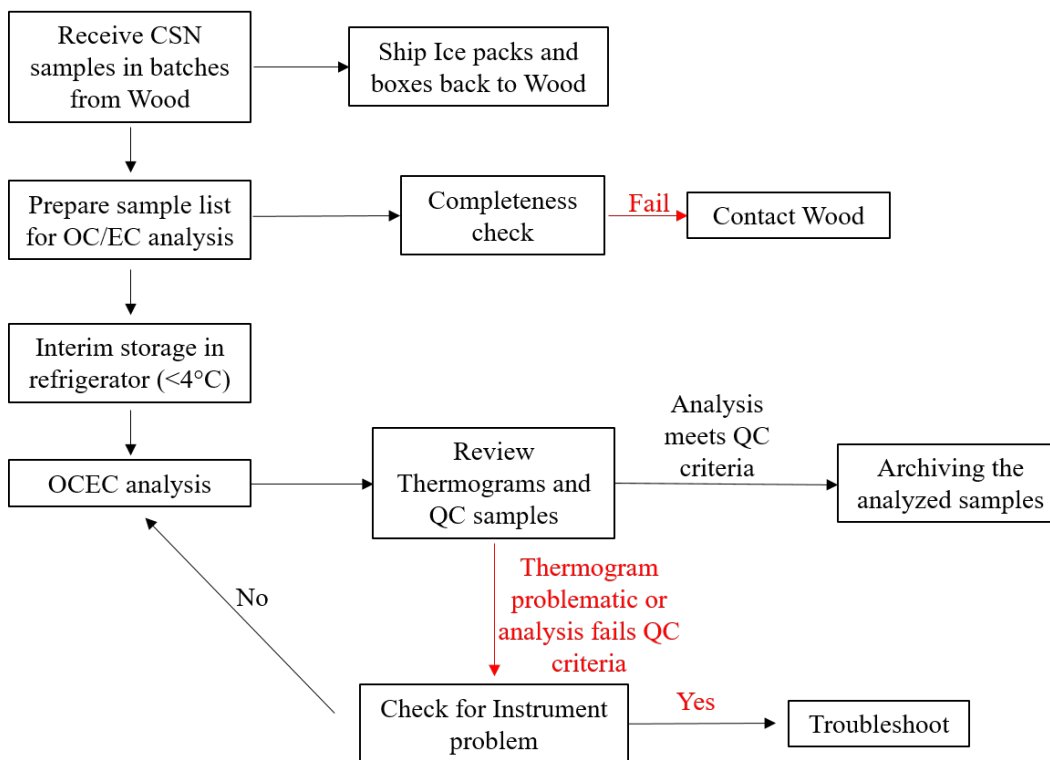 Receive CSN
samples in batches
from Wood
Ship Ice packs and
boxes back to Wood
Prepare sample list
for OC/EC analysis
Completeness
check
Fail
Contact Wood
Interim storage in
refrigerator (<4°C)
OCEC analysis
Review
Thermograms and
QC samples
Analysis
meets QC
criteria
Archiving the
analyzed samples
No
Thermogram
problematic or
analysis fails QC
criteria
Check for Instrument
problem
Yes
Troubleshoot